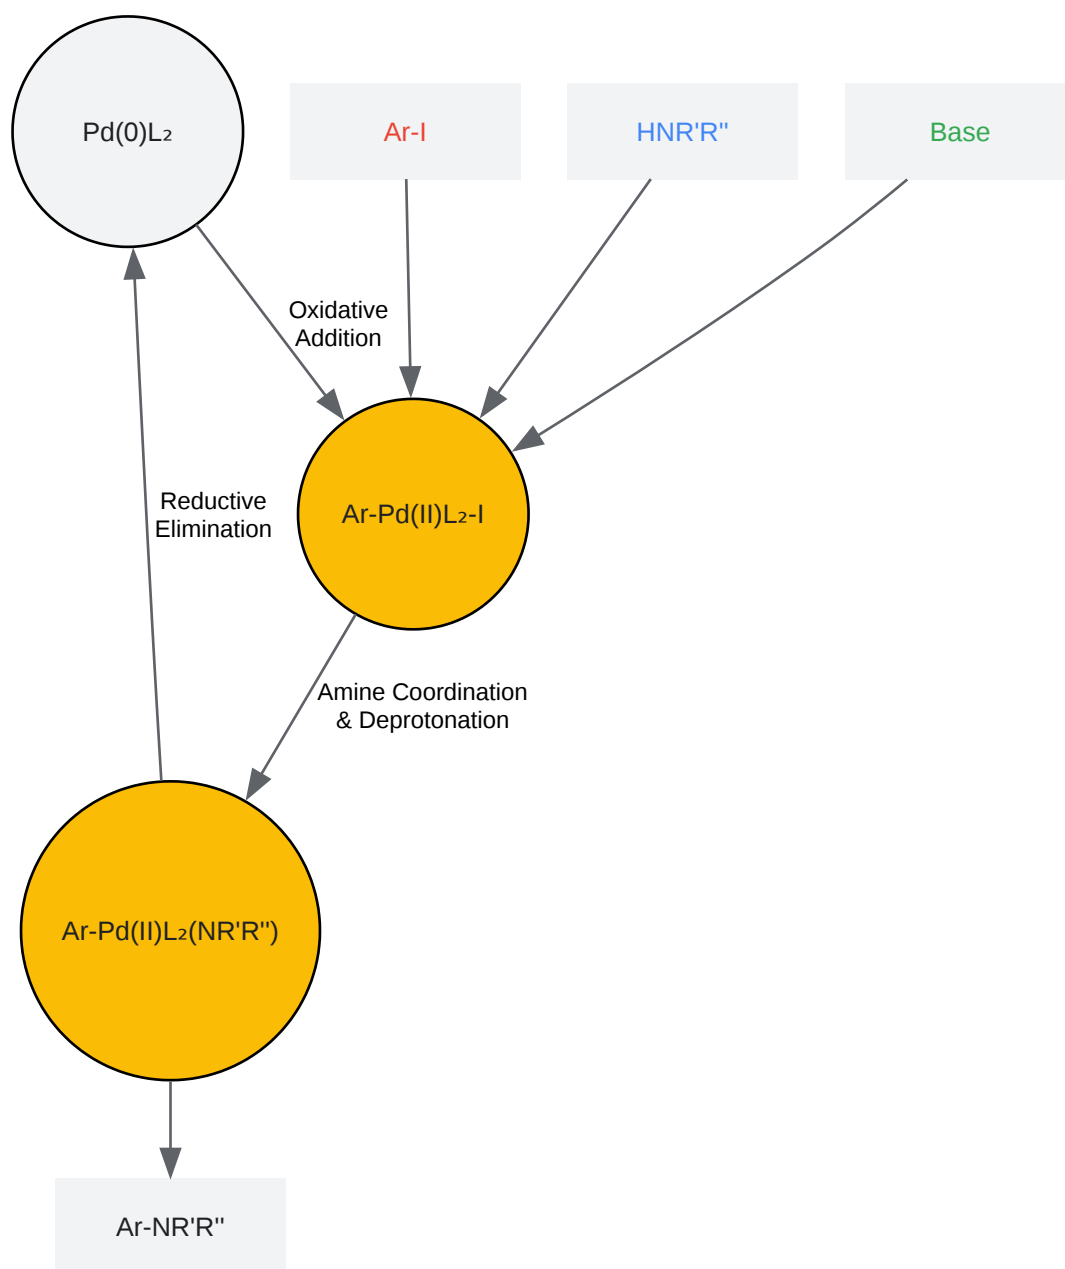 Pd(0)L₂
Ar-I
HNR'R''
Base
Oxidative
Addition
Reductive
Elimination
Ar-Pd(II)L₂-I
Amine Coordination
& Deprotonation
Ar-Pd(II)L₂(NR'R'')
Ar-NR'R''